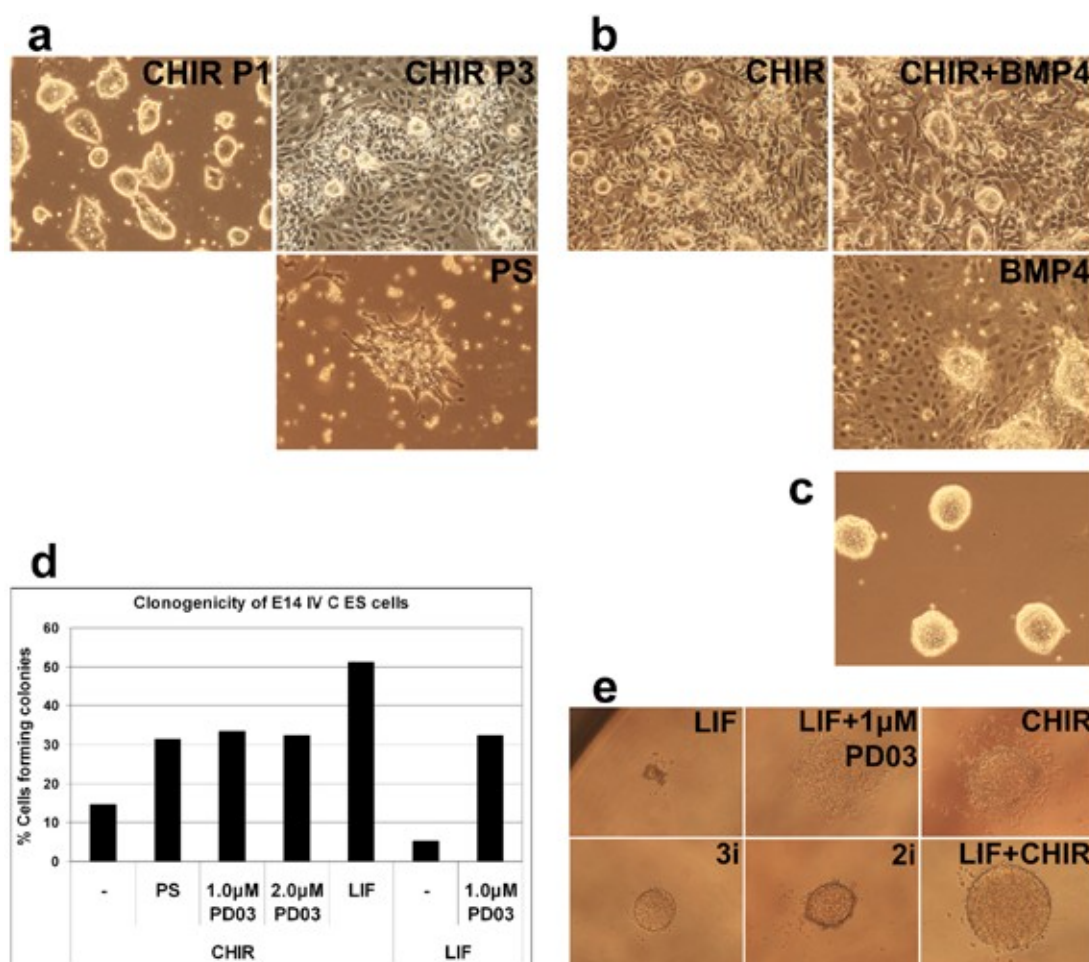 a
CHIR P1
CHIR P3
PS
b
CHIR
CHIR+BMP4
BMP4
c
d
Clonogenicity of E14 IV C ES cells
% Cells forming colonies
60
50
40
30
20
10
0
- PS 1.0µM 2.0µM LIF - 1.0µM
PD03 PD03 PD03
CHIR LIF
e
LIF
LIF+1µM
PD03
CHIR
3i
2i
LIF+CHIR